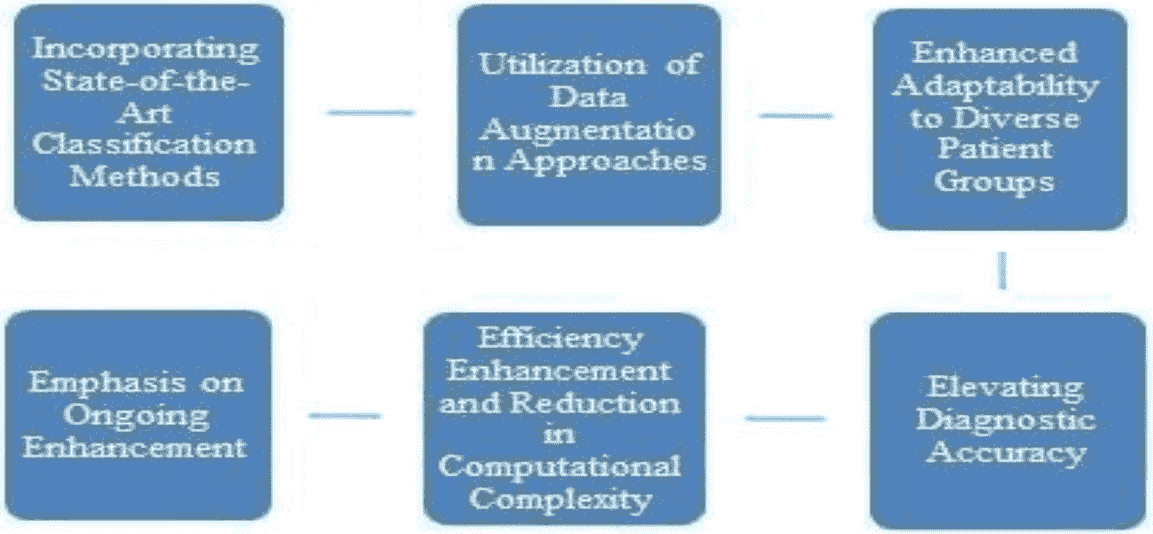 Incorporating
State-of-the-
Art
Classification
Methods
Utilization of
Data
Augmentatio
n Approaches
Enhanced
Adaptability
to Diverse
Patient
Groups
Emphasis on
Ongoing
Enhancement
Efficiency
Enhancement
and Reduction
in
Computational
Complexity
Elevating
Diagnostic
Accuracy